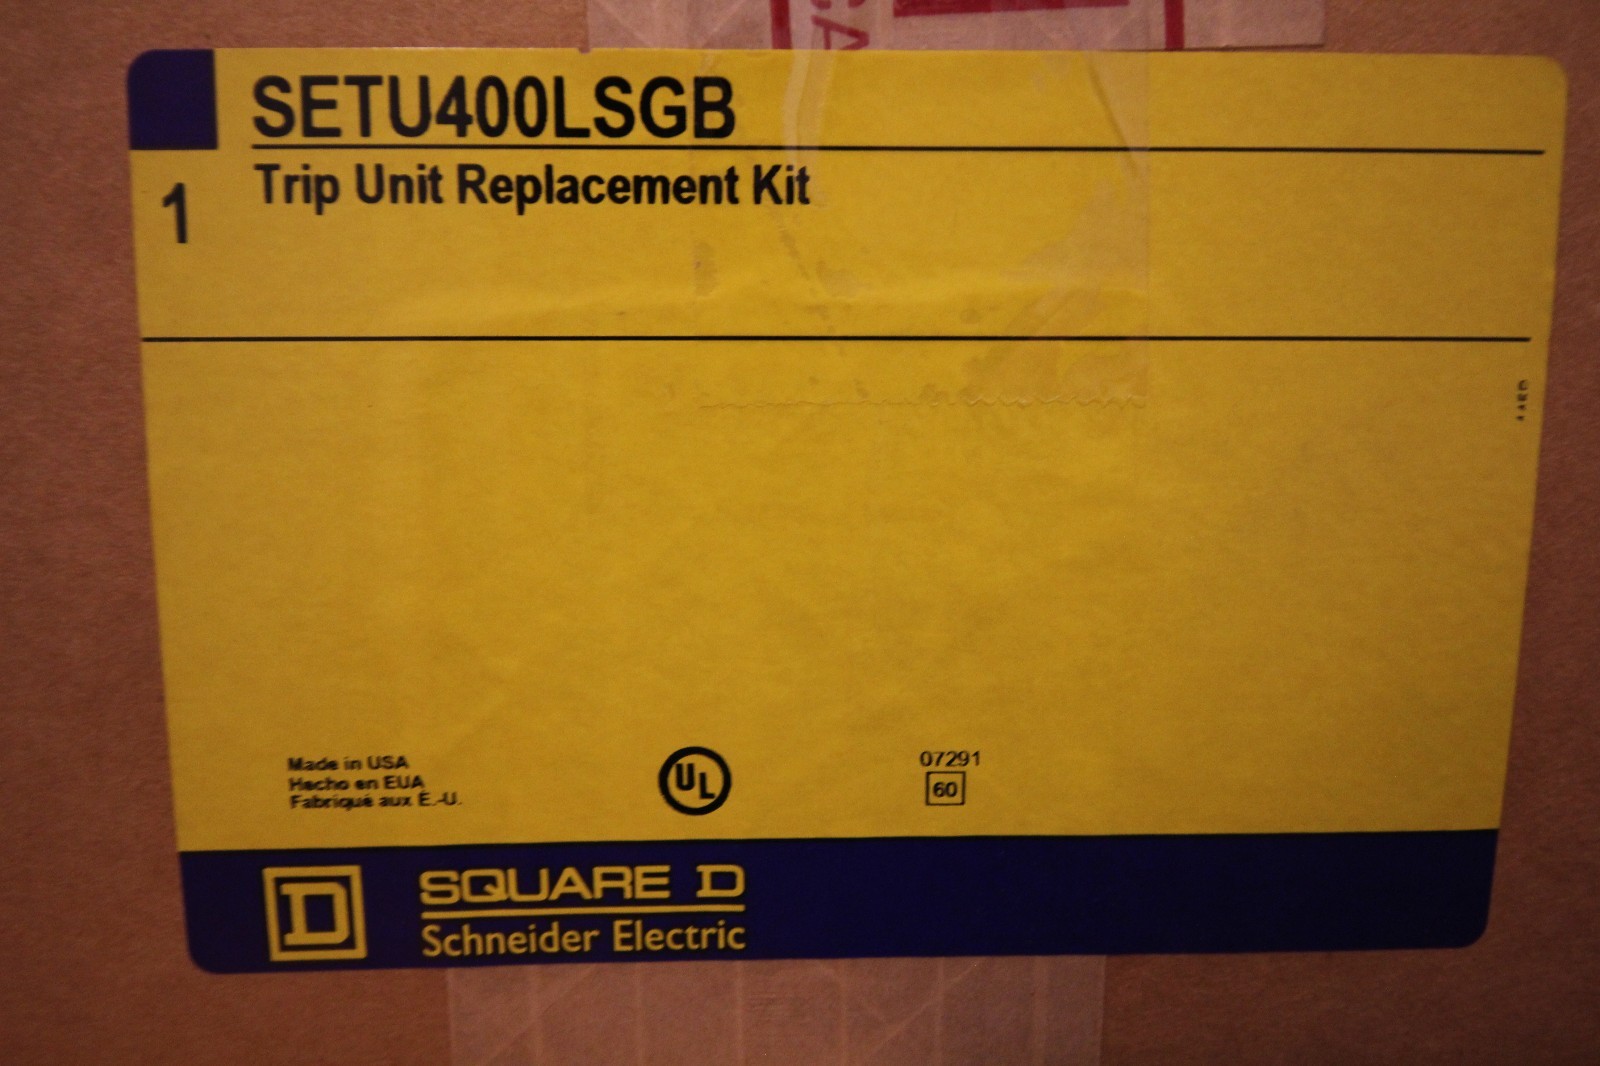 CA
SETU400LSGB
1
Trip Unit Replacement Kit
Made in USA
Hecho en EUA
Fabriqué aux É.-U.
UL
07291
60
D
SQUARE D
Schneider Electric